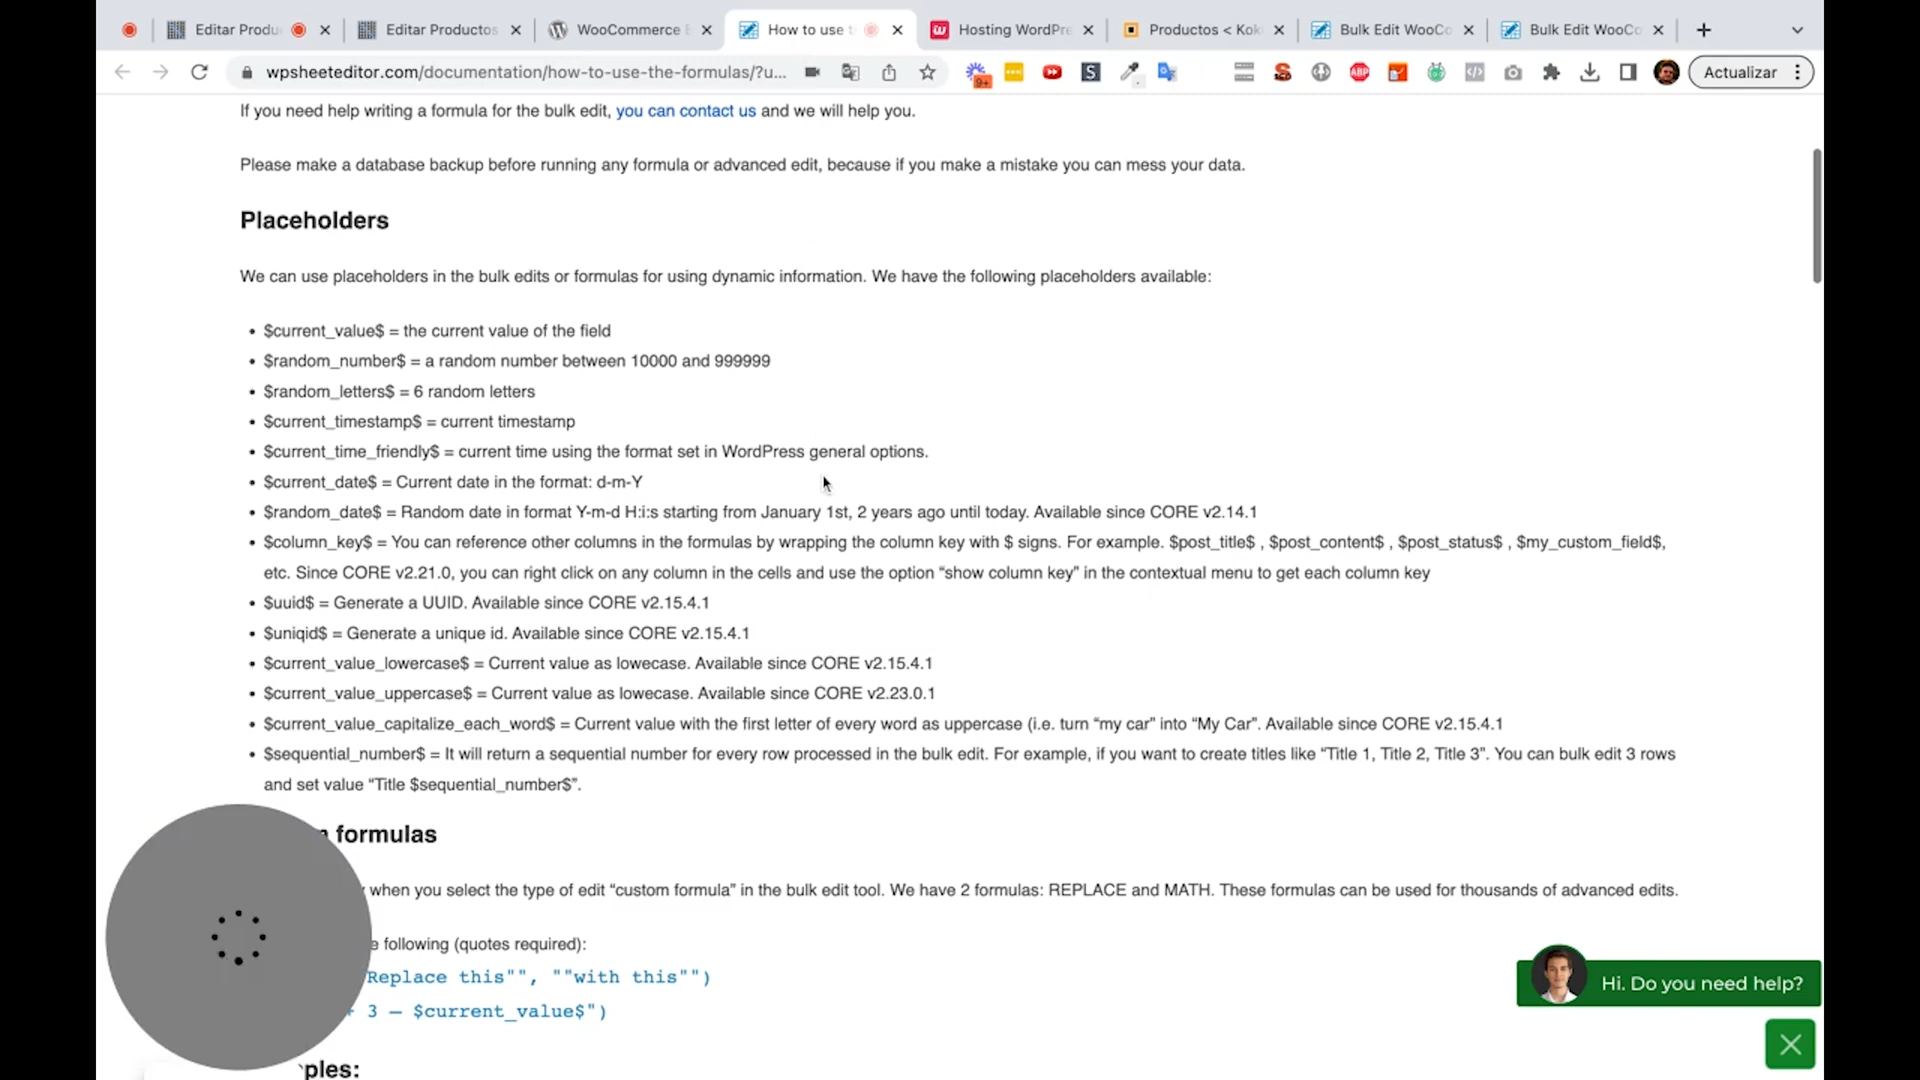 Editar Produ
Editar Productos
WooCommerce
How to use t
Hosting WordPre
Productos < Kok
Bulk Edit WooCo
Bulk Edit WooCo
wpsheeteditor.com/documentation/how-to-use-the-formulas/?u...
9+
S
ABP
Actualizar
If you need help writing a formula for the bulk edit, you can contact us and we will help you.
Please make a database backup before running any formula or advanced edit, because if you make a mistake you can mess your data.
Placeholders
We can use placeholders in the bulk edits or formulas for using dynamic information. We have the following placeholders available:
• $current_value$ = the current value of the field
• $random_number$ = a random number between 10000 and 999999
• $random_letters$ = 6 random letters
• $current_timestamp$ = current timestamp
• $current_time_friendly$ = current time using the format set in WordPress general options.
• $current_date$ = Current date in the format: d-m-Y
• $random_date$ = Random date in format Y-m-d H:i:s starting from January 1st, 2 years ago until today. Available since CORE v2.14.1
• $column_key$ = You can reference other columns in the formulas by wrapping the column key with $ signs. For example. $post_title$ , $post_content$ , $post_status$ , $my_custom_field$,
etc. Since CORE v2.21.0, you can right click on any column in the cells and use the option “show column key” in the contextual menu to get each column key
• $uuid$ = Generate a UUID. Available since CORE v2.15.4.1
• $uniqid$ = Generate a unique id. Available since CORE v2.15.4.1
• $current_value_lowercase$ = Current value as lowecase. Available since CORE v2.15.4.1
• $current_value_uppercase$ = Current value as lowecase. Available since CORE v2.23.0.1
• $current_value_capitalize_each_word$ = Current value with the first letter of every word as uppercase (i.e. turn “my car” into “My Car”. Available since CORE v2.15.4.1
• $sequential_number$ = It will return a sequential number for every row processed in the bulk edit. For example, if you want to create titles like “Title 1, Title 2, Title 3”. You can bulk edit 3 rows
and set value “Title $sequential_number$”.
formulas
when you select the type of edit “custom formula” in the bulk edit tool. We have 2 formulas: REPLACE and MATH. These formulas can be used for thousands of advanced edits.
e following (quotes required):
Replace this"", ""with this"")
3 – $current_value$")
ples:
Hi. Do you need help?